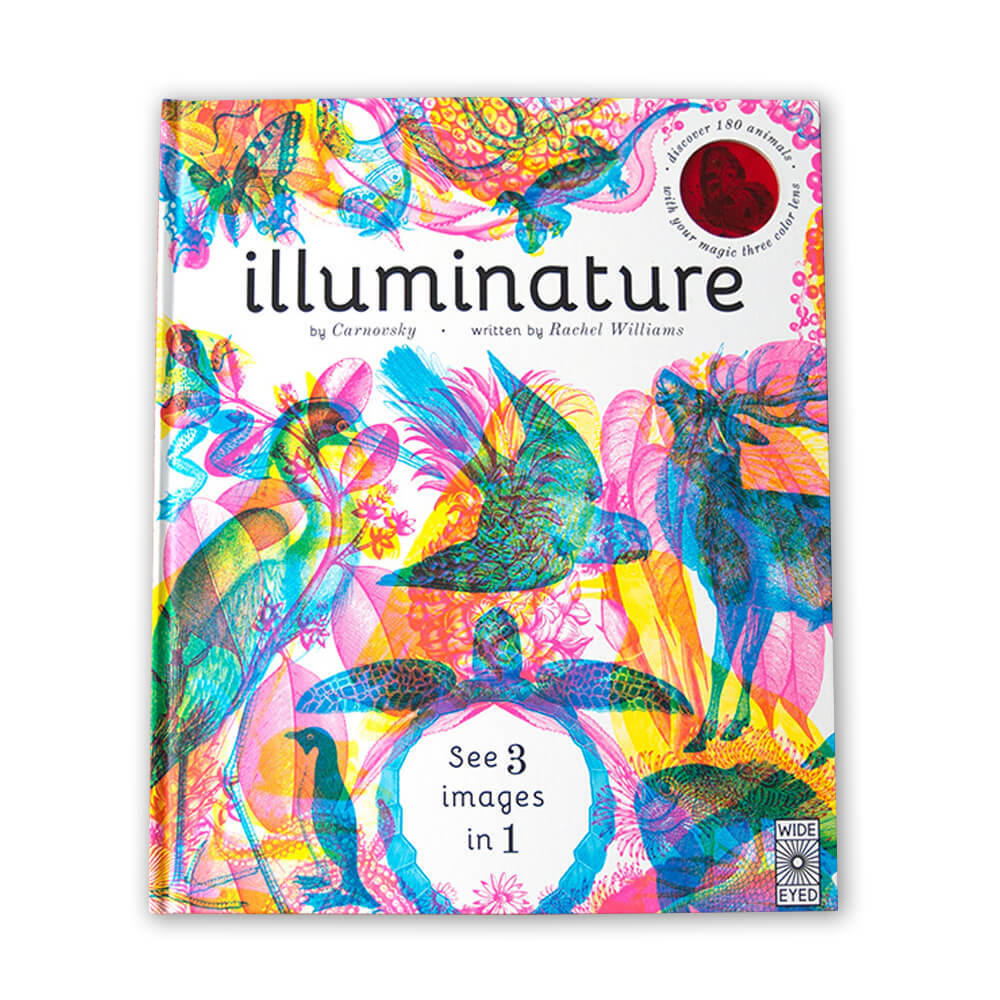 · discover 180 animals ·
with your magic three color lens
illuminature
by Carnovsky · written by Rachel Williams
See 3
images
in 1
WIDE
EYED